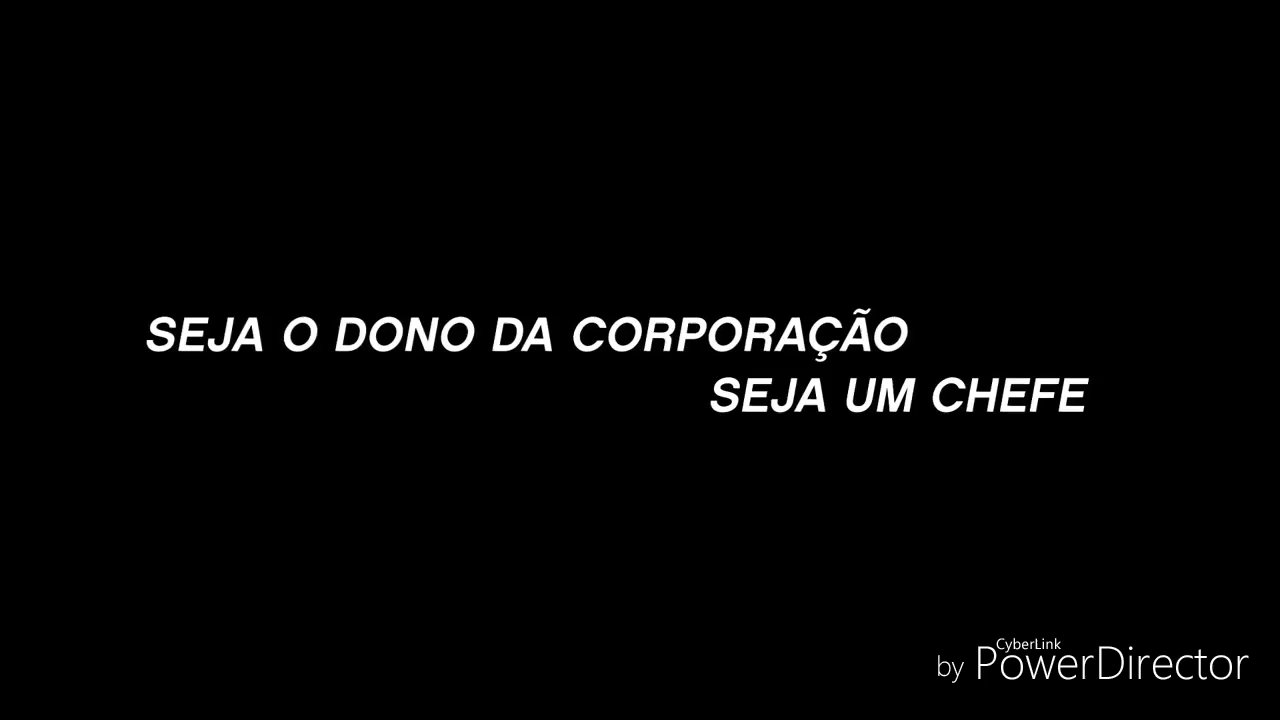 SEJA O DONO DA CORPORAÇÃO
SEJA UM CHEFE
CyberLink
by PowerDirector